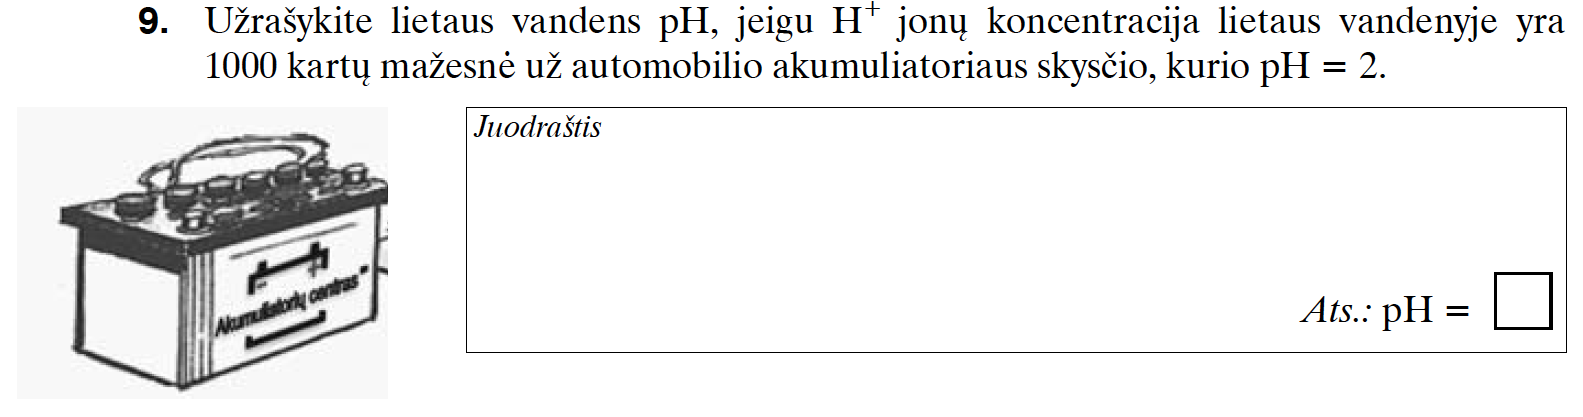 9. Užrašykite lietaus vandens pH, jeigu H⁺ jonų koncentracija lietaus vandenyje yra
1000 kartų mažesnė už automobilio akumuliatoriaus skysčio, kurio pH = 2.
Juodraštis
- +
Akumuliatorių centras"
Ats.: pH =